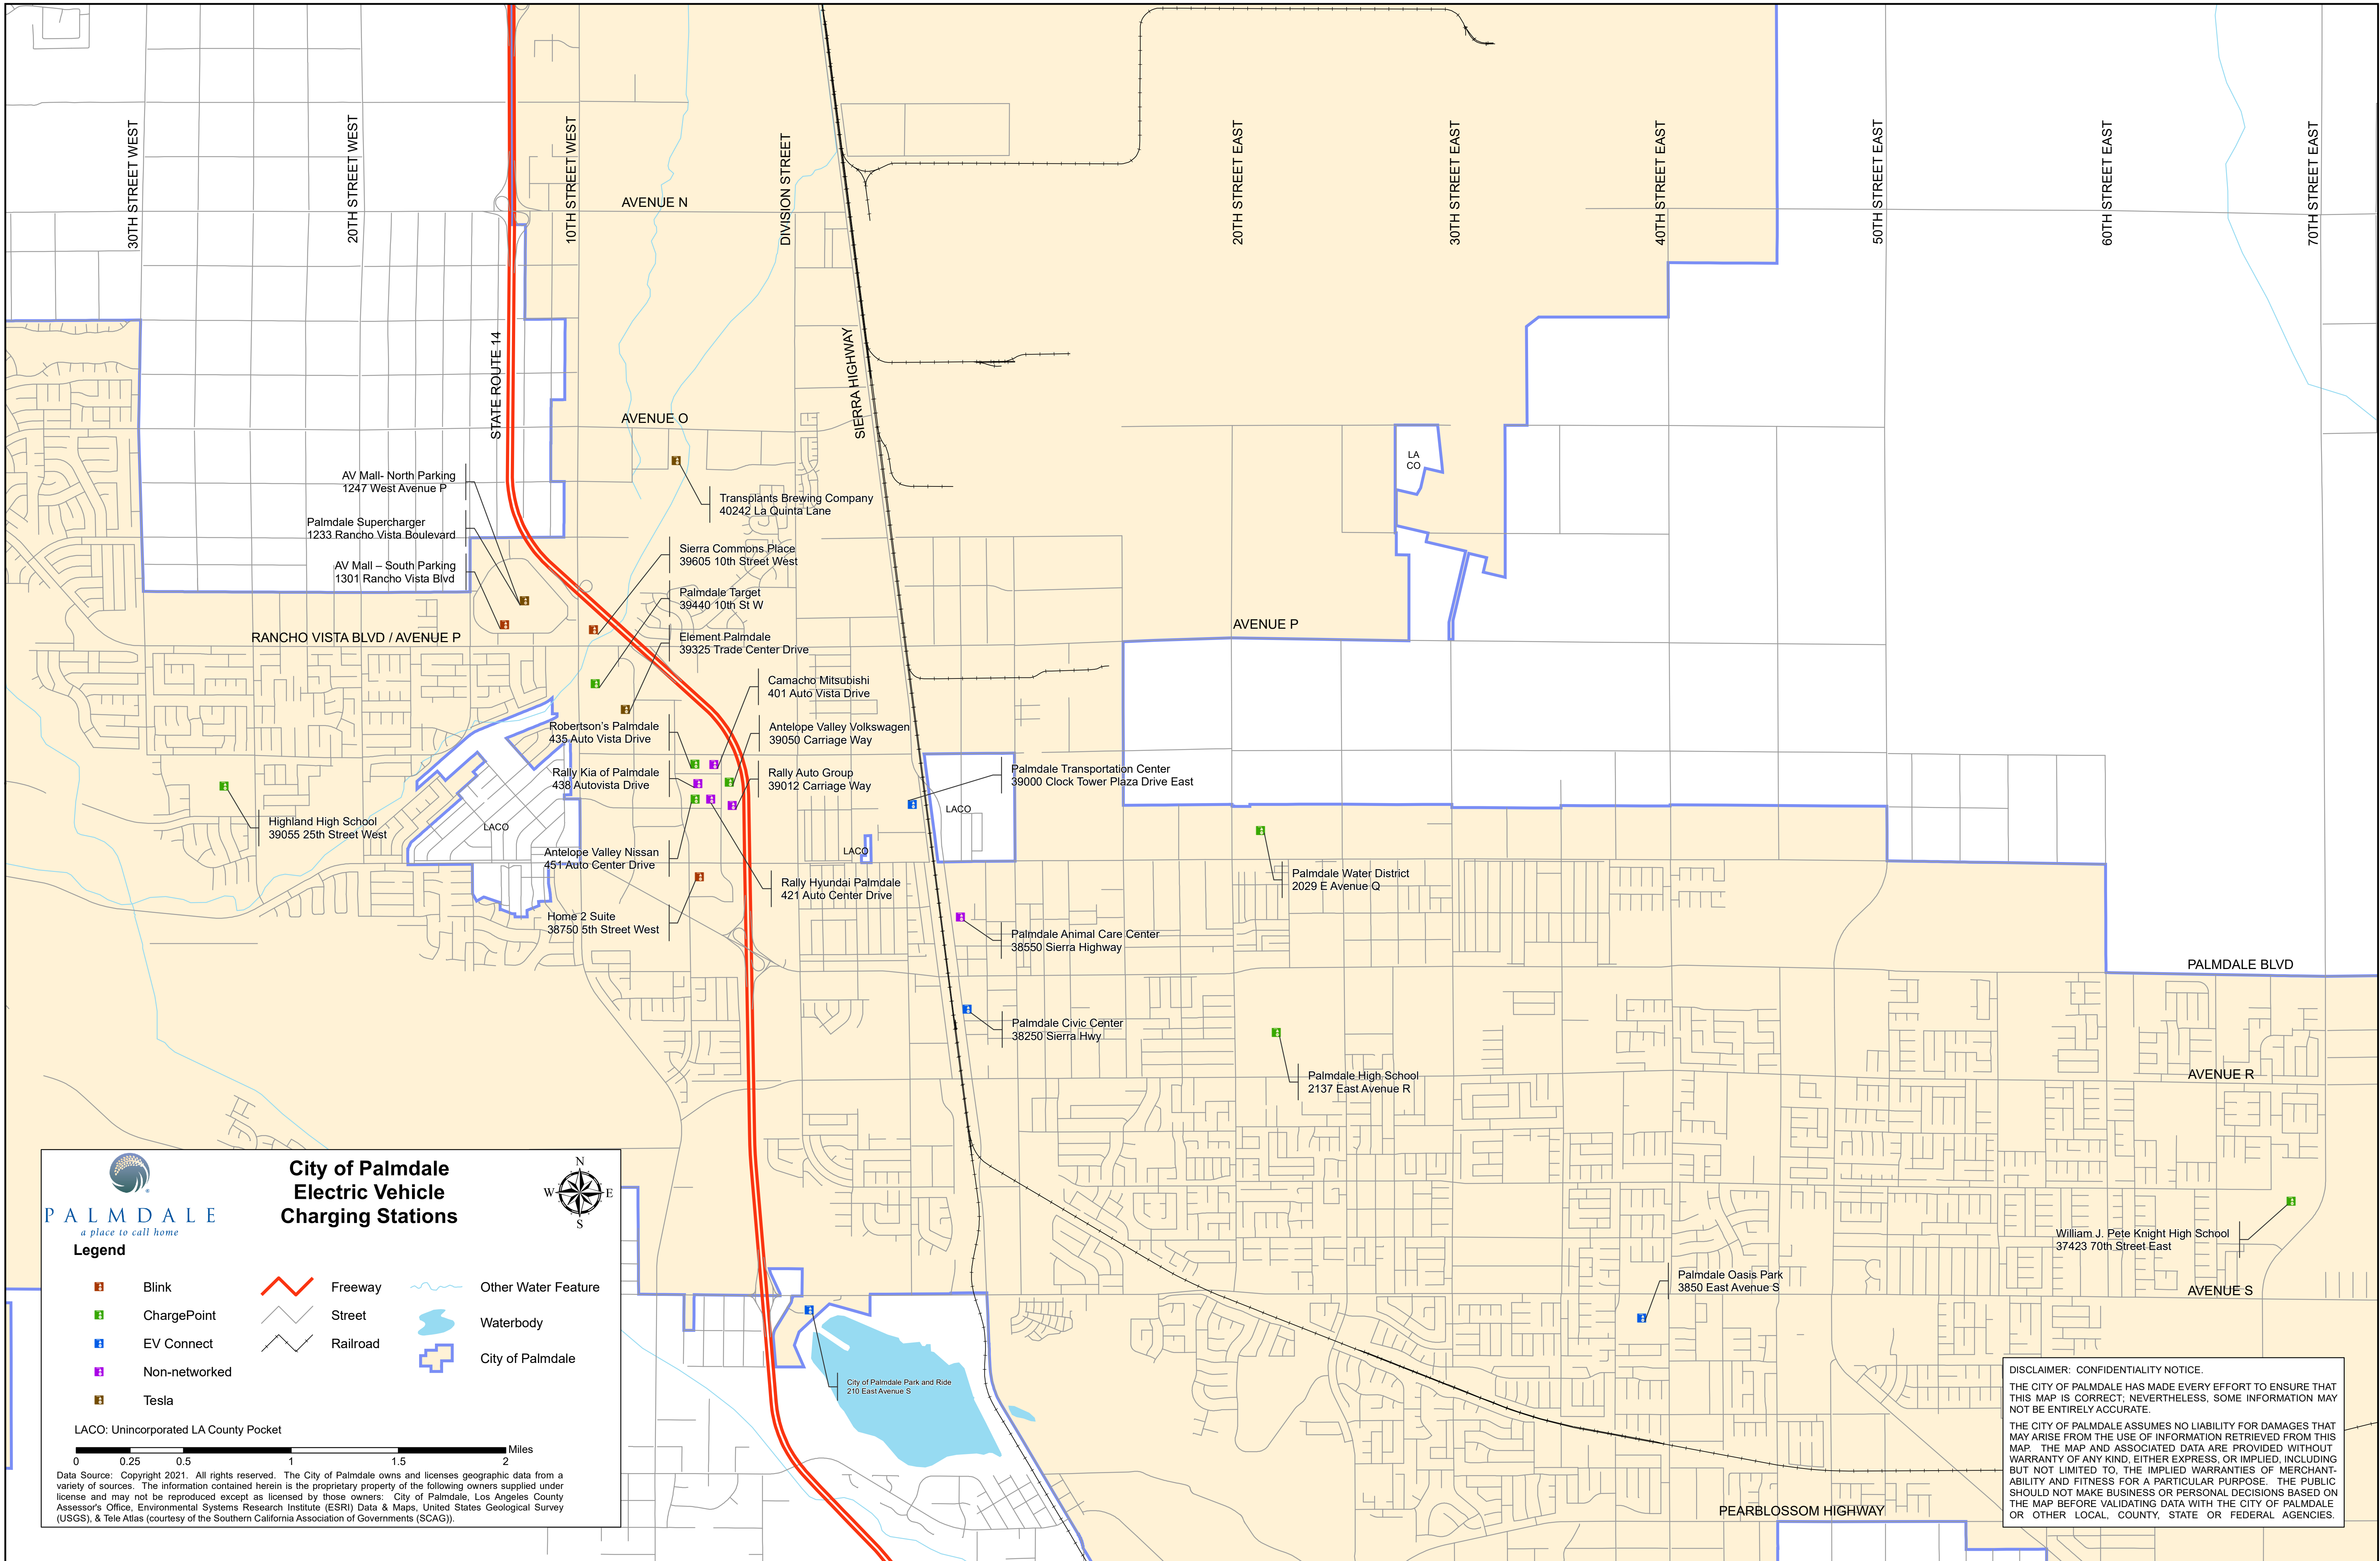 30TH STREET WEST
20TH STREET WEST
10TH STREET WEST
DIVISION STREET
20TH STREET EAST
30TH STREET EAST
40TH STREET EAST
50TH STREET EAST
60TH STREET EAST
70TH STREET EAST
AVENUE N
STATE ROUTE 14
SIERRA HIGHWAY
AVENUE O
LA
CO
AV Mall- North Parking
1247 West Avenue P
Transplants Brewing Company
40242 La Quinta Lane
Palmdale Supercharger
1233 Rancho Vista Boulevard
Sierra Commons Place
39605 10th Street West
AV Mall – South Parking
1301 Rancho Vista Blvd
Palmdale Target
39440 10th St W
RANCHO VISTA BLVD / AVENUE P
AVENUE P
Element Palmdale
39325 Trade Center Drive
Camacho Mitsubishi
401 Auto Vista Drive
Robertson's Palmdale
435 Auto Vista Drive
Antelope Valley Volkswagen
39050 Carriage Way
Rally Kia of Palmdale
438 Autovista Drive
Rally Auto Group
39012 Carriage Way
Palmdale Transportation Center
39000 Clock Tower Plaza Drive East
LACO
Highland High School
39055 25th Street West
LACO
LACO
Antelope Valley Nissan
451 Auto Center Drive
Rally Hyundai Palmdale
421 Auto Center Drive
Palmdale Water District
2029 E Avenue Q
Home 2 Suite
38750 5th Street West
Palmdale Animal Care Center
38550 Sierra Highway
PALMDALE BLVD
Palmdale Civic Center
38250 Sierra Hwy
Palmdale High School
2137 East Avenue R
AVENUE R
William J. Pete Knight High School
37423 70th Street East
Palmdale Oasis Park
3850 East Avenue S
AVENUE S
City of Palmdale Park and Ride
210 East Avenue S
PEARBLOSSOM HIGHWAY
PALMDALE
®
a place to call home
City of Palmdale
Electric Vehicle
Charging Stations
N
W
E
S
Legend
Blink
ChargePoint
EV Connect
Non-networked
Tesla
Freeway
Street
Railroad
Other Water Feature
Waterbody
City of Palmdale
LACO: Unincorporated LA County Pocket
Miles
0 0.25 0.5 1 1.5 2
Data Source: Copyright 2021. All rights reserved. The City of Palmdale owns and licenses geographic data from a
variety of sources. The information contained herein is the proprietary property of the following owners supplied under
license and may not be reproduced except as licensed by those owners: City of Palmdale, Los Angeles County
Assessor's Office, Environmental Systems Research Institute (ESRI) Data & Maps, United States Geological Survey
(USGS), & Tele Atlas (courtesy of the Southern California Association of Governments (SCAG)).
DISCLAIMER: CONFIDENTIALITY NOTICE.
THE CITY OF PALMDALE HAS MADE EVERY EFFORT TO ENSURE THAT
THIS MAP IS CORRECT; NEVERTHELESS, SOME INFORMATION MAY
NOT BE ENTIRELY ACCURATE.
THE CITY OF PALMDALE ASSUMES NO LIABILITY FOR DAMAGES THAT
MAY ARISE FROM THE USE OF INFORMATION RETRIEVED FROM THIS
MAP. THE MAP AND ASSOCIATED DATA ARE PROVIDED WITHOUT
WARRANTY OF ANY KIND, EITHER EXPRESS, OR IMPLIED, INCLUDING
BUT NOT LIMITED TO, THE IMPLIED WARRANTIES OF MERCHANT-
ABILITY AND FITNESS FOR A PARTICULAR PURPOSE. THE PUBLIC
SHOULD NOT MAKE BUSINESS OR PERSONAL DECISIONS BASED ON
THE MAP BEFORE VALIDATING DATA WITH THE CITY OF PALMDALE
OR OTHER LOCAL, COUNTY, STATE OR FEDERAL AGENCIES.